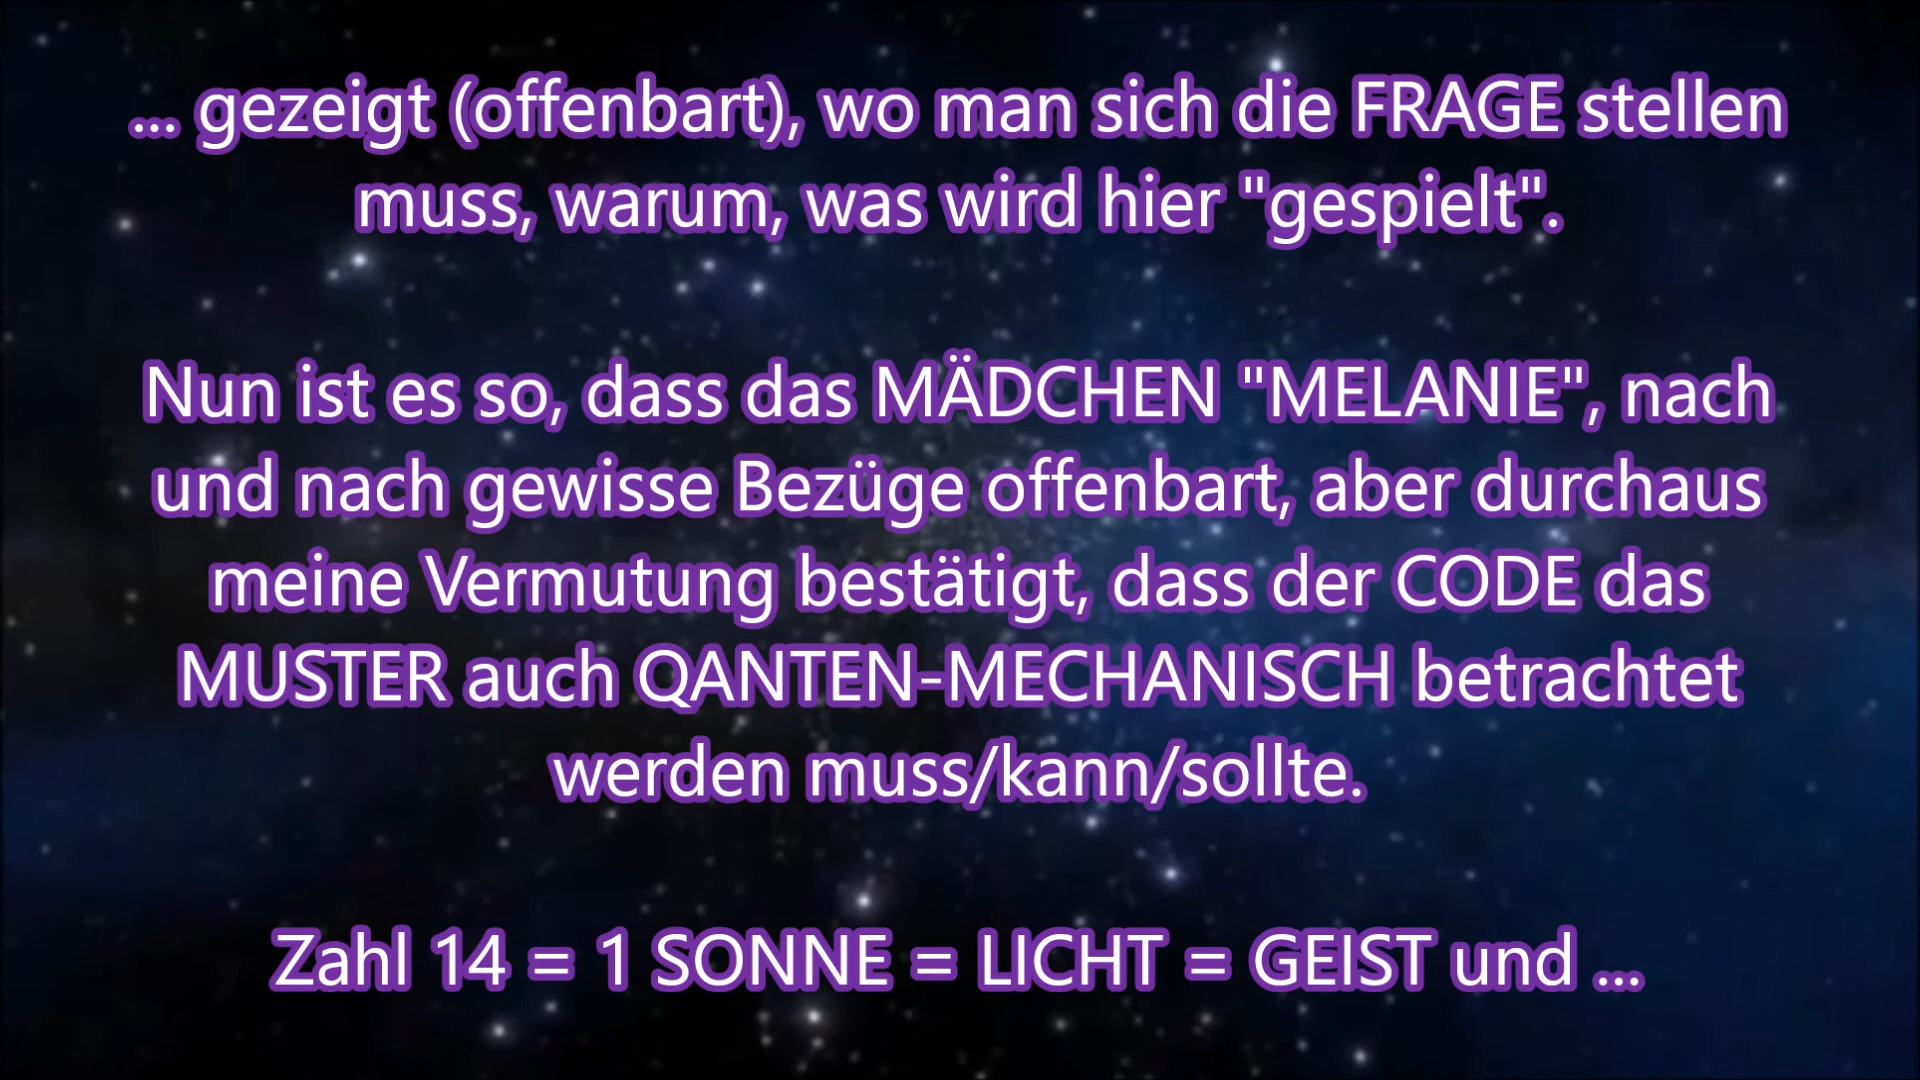 ... gezeigt (offenbart), wo man sich die FRAGE stellen
muss, warum, was wird hier "gespielt".
Nun ist es so, dass das MÄDCHEN "MELANIE", nach
und nach gewisse Bezüge offenbart, aber durchaus
meine Vermutung bestätigt, dass der CODE das
MUSTER auch QANTEN-MECHANISCH betrachtet
werden muss/kann/sollte.
Zahl 14 = 1 SONNE = LICHT = GEIST und ...